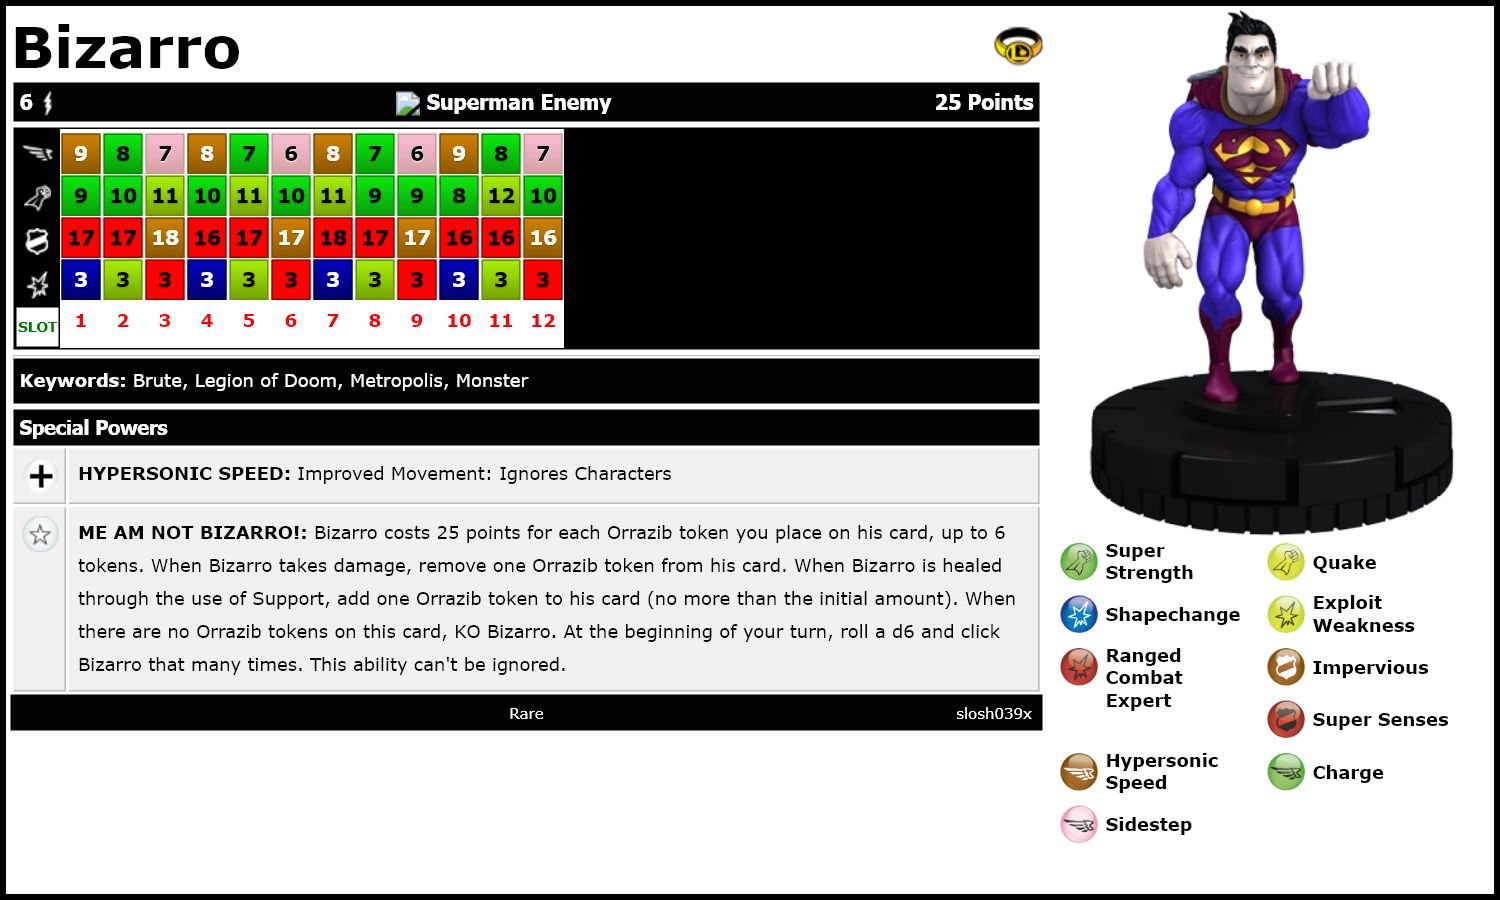 Bizarro
6 Superman Enemy 25 Points
9 8 7 8 7 6 8 7 6 9 8 7
9 10 11 10 11 10 11 9 9 8 12 10
17 17 18 16 17 17 18 17 17 16 16 16
3 3 3 3 3 3 3 3 3 3 3 3
SLOT 1 2 3 4 5 6 7 8 9 10 11 12
Keywords: Brute, Legion of Doom, Metropolis, Monster
Special Powers
HYPERSONIC SPEED: Improved Movement: Ignores Characters
ME AM NOT BIZARRO!: Bizarro costs 25 points for each Orrazib token you place on his card, up to 6
tokens. When Bizarro takes damage, remove one Orrazib token from his card. When Bizarro is healed
through the use of Support, add one Orrazib token to his card (no more than the initial amount). When
there are no Orrazib tokens on this card, KO Bizarro. At the beginning of your turn, roll a d6 and click
Bizarro that many times. This ability can't be ignored.
Rare slosh039x
Super
Strength
Quake
Shapechange
Exploit
Weakness
Ranged
Combat
Expert
Impervious
Super Senses
Hypersonic
Speed
Charge
Sidestep